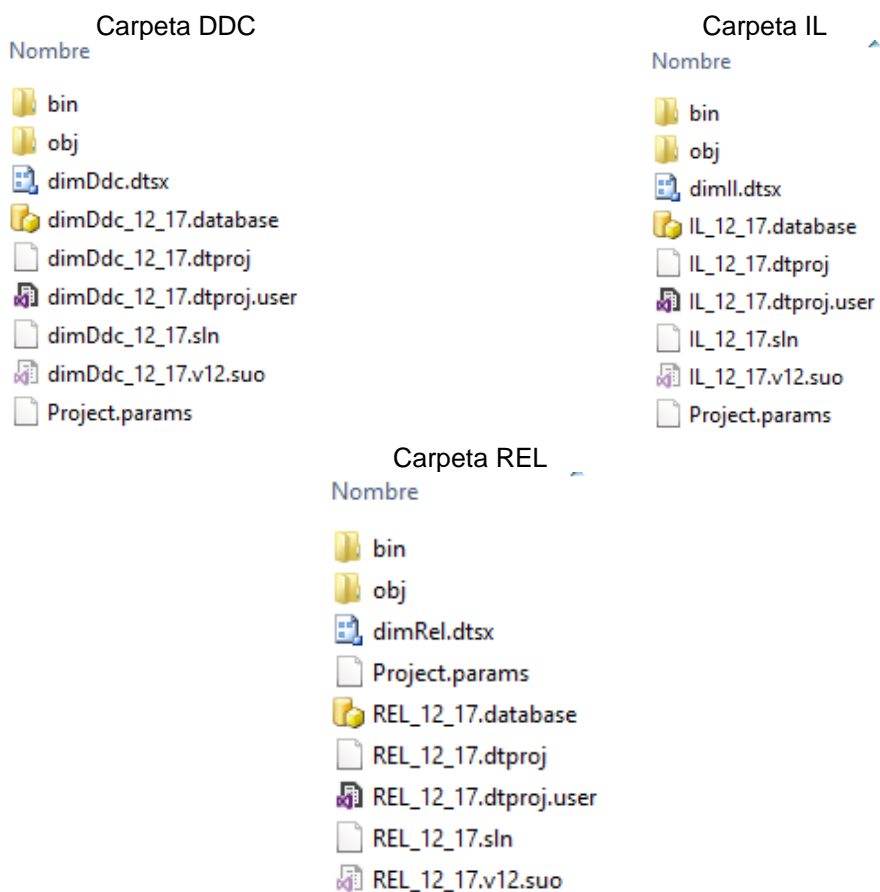 Carpeta DDC
Nombre
bin
obj
dimDdc.dtsx
dimDdc_12_17.database
dimDdc_12_17.dtproj
dimDdc_12_17.dtproj.user
dimDdc_12_17.sln
dimDdc_12_17.v12.suo
Project.params
Carpeta IL
Nombre
bin
obj
dimIl.dtsx
IL_12_17.database
IL_12_17.dtproj
IL_12_17.dtproj.user
IL_12_17.sln
IL_12_17.v12.suo
Project.params
Carpeta REL
Nombre
bin
obj
dimRel.dtsx
Project.params
REL_12_17.database
REL_12_17.dtproj
REL_12_17.dtproj.user
REL_12_17.sln
REL_12_17.v12.suo